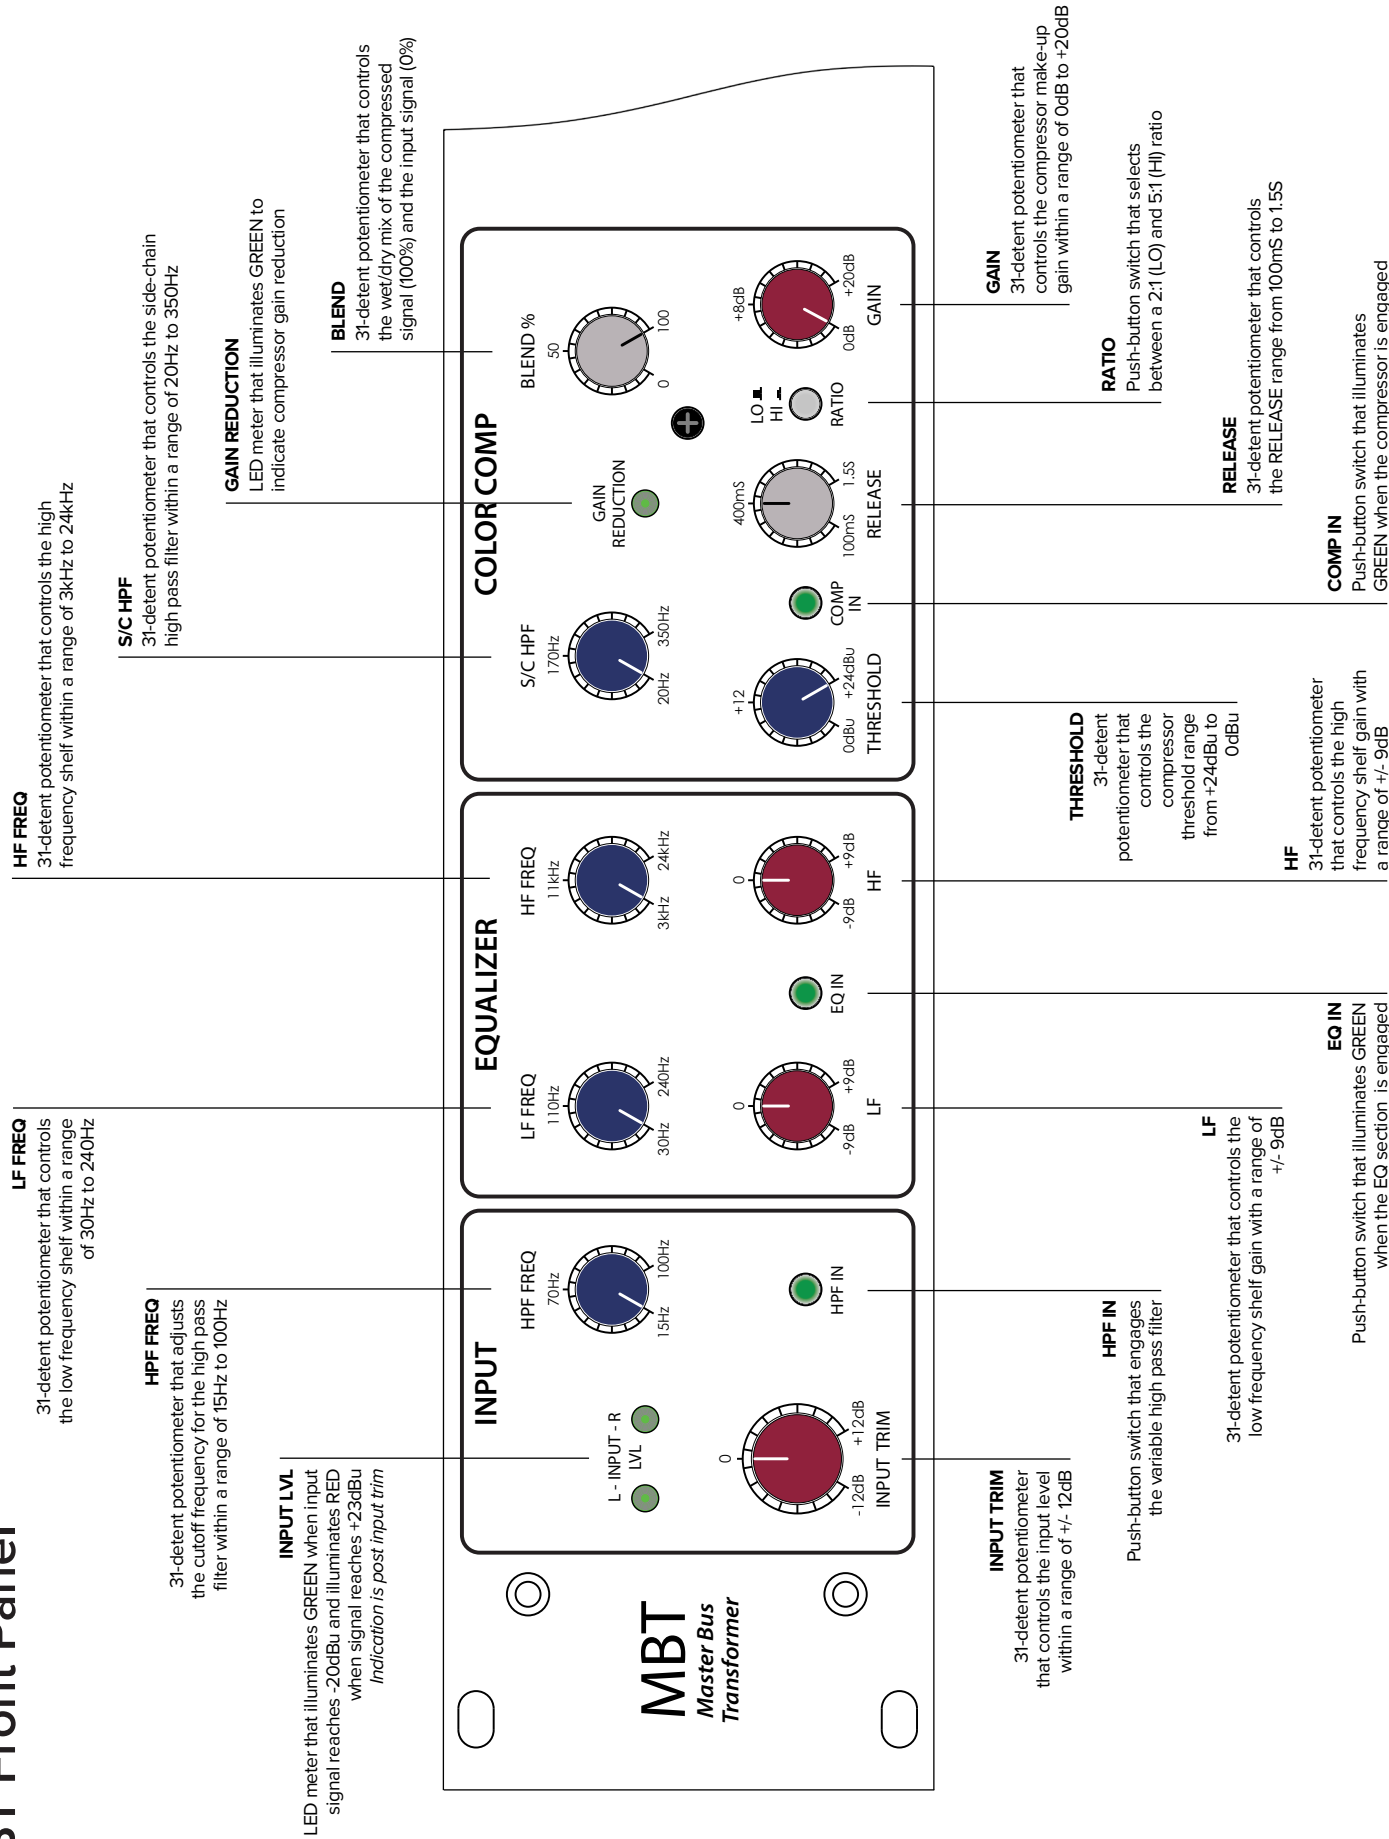 Front Panel
LF FREQ
31-detent potentiometer that controls
the low frequency shelf within a range
of 30Hz to 240Hz
HF FREQ
31-detent potentiometer that controls the high
frequency shelf within a range of 3kHz to 24kHz
HPF FREQ
31-detent potentiometer that adjusts
the cutoff frequency for the high pass
filter within a range of 15Hz to 100Hz
S/C HPF
31-detent potentiometer that controls the side-chain
high pass filter within a range of 20Hz to 350Hz
INPUT LVL
LED meter that illuminates GREEN when input
signal reaches -20dBu and illuminates RED
when signal reaches +23dBu
Indication is post input trim
GAIN REDUCTION
LED meter that illuminates GREEN to
indicate compressor gain reduction
BLEND
31-detent potentiometer that controls
the wet/dry mix of the compressed
signal (100%) and the input signal (0%)
MBT
Master Bus
Transformer
INPUT
HPF FREQ
70Hz
15Hz
100Hz
L - INPUT - R
LVL
0
-12dB
+12dB
INPUT TRIM
HPF IN
EQUALIZER
LF FREQ
110Hz
30Hz
240Hz
HF FREQ
11kHz
3kHz
24kHz
0
-9dB
+9dB
LF
EQ IN
0
-9dB
+9dB
HF
COLOR COMP
S/C HPF
170Hz
20Hz
350Hz
GAIN
REDUCTION
BLEND %
50
0
100
+12
0dBu
+24dBu
THRESHOLD
COMP
IN
400mS
100mS
1.5S
RELEASE
LO
HI
RATIO
+8dB
0dB
+20dB
GAIN
INPUT TRIM
31-detent potentiometer
that controls the input level
within a range of +/- 12dB
HPF IN
Push-button switch that engages
the variable high pass filter
LF
31-detent potentiometer that controls the
low frequency shelf gain with a range of
+/- 9dB
EQ IN
Push-button switch that illuminates GREEN
when the EQ section is engaged
HF
31-detent potentiometer
that controls the high
frequency shelf gain with
a range of +/- 9dB
THRESHOLD
31-detent
potentiometer that
controls the
compressor
threshold range
from +24dBu to
0dBu
COMP IN
Push-button switch that illuminates
GREEN when the compressor is engaged
RELEASE
31-detent potentiometer that controls
the RELEASE range from 100mS to 1.5S
RATIO
Push-button switch that selects
between a 2:1 (LO) and 5:1 (HI) ratio
GAIN
31-detent potentiometer that
controls the compressor make-up
gain within a range of 0dB to +20dB